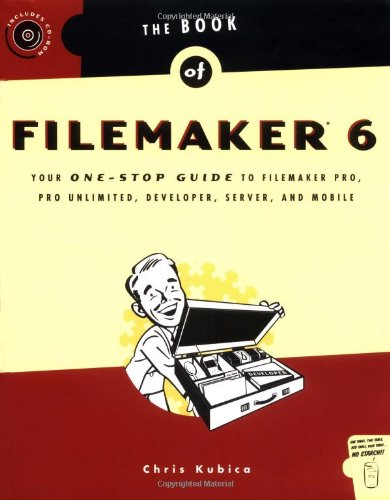 INCLUDES CD-ROM
THE BOOK
of
FILEMAKER® 6
YOUR ONE-STOP GUIDE TO FILEMAKER PRO,
PRO UNLIMITED, DEVELOPER, SERVER, AND MOBILE
DEVELOPER
Chris Kubica
NO STARCH!!